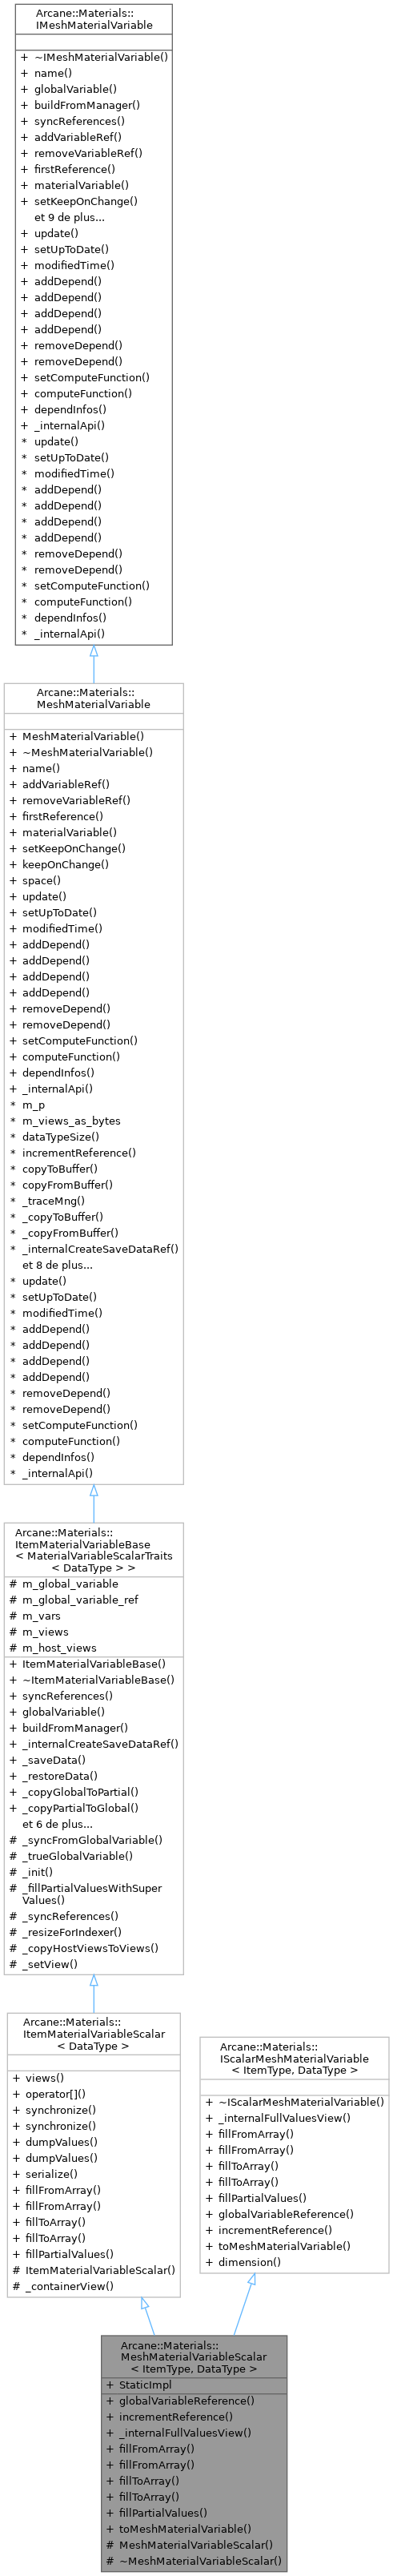 Arcane::Materials::
IMeshMaterialVariable
+ ~IMeshMaterialVariable()
+ name()
+ globalVariable()
+ buildFromManager()
+ syncReferences()
+ addVariableRef()
+ removeVariableRef()
+ firstReference()
+ materialVariable()
+ setKeepOnChange()
et 9 de plus...
+ update()
+ setUpToDate()
+ modifiedTime()
+ addDepend()
+ addDepend()
+ addDepend()
+ addDepend()
+ removeDepend()
+ removeDepend()
+ setComputeFunction()
+ computeFunction()
+ dependInfos()
+ _internalApi()
* update()
* setUpToDate()
* modifiedTime()
* addDepend()
* addDepend()
* addDepend()
* addDepend()
* removeDepend()
* removeDepend()
* setComputeFunction()
* computeFunction()
* dependInfos()
* _internalApi()
Arcane::Materials::
MeshMaterialVariable
+ MeshMaterialVariable()
+ ~MeshMaterialVariable()
+ name()
+ addVariableRef()
+ removeVariableRef()
+ firstReference()
+ materialVariable()
+ setKeepOnChange()
+ keepOnChange()
+ space()
+ update()
+ setUpToDate()
+ modifiedTime()
+ addDepend()
+ addDepend()
+ addDepend()
+ addDepend()
+ removeDepend()
+ removeDepend()
+ setComputeFunction()
+ computeFunction()
+ dependInfos()
+ _internalApi()
* m_p
* m_views_as_bytes
* dataTypeSize()
* incrementReference()
* copyToBuffer()
* copyFromBuffer()
* _traceMng()
* _copyToBuffer()
* _copyFromBuffer()
* _internalCreateSaveDataRef()
et 8 de plus...
* update()
* setUpToDate()
* modifiedTime()
* addDepend()
* addDepend()
* addDepend()
* addDepend()
* removeDepend()
* removeDepend()
* setComputeFunction()
* computeFunction()
* dependInfos()
* _internalApi()
Arcane::Materials::
ItemMaterialVariableBase
< MaterialVariableScalarTraits
< DataType > >
# m_global_variable
# m_global_variable_ref
# m_vars
# m_views
# m_host_views
+ ItemMaterialVariableBase()
+ ~ItemMaterialVariableBase()
+ syncReferences()
+ globalVariable()
+ buildFromManager()
+ _internalCreateSaveDataRef()
+ _saveData()
+ _restoreData()
+ _copyGlobalToPartial()
+ _copyPartialToGlobal()
et 6 de plus...
# _syncFromGlobalVariable()
# _trueGlobalVariable()
# _init()
# _fillPartialValuesWithSuper
Values()
# _syncReferences()
# _resizeForIndexer()
# _copyHostViewsToViews()
# _setView()
Arcane::Materials::
ItemMaterialVariableScalar
< DataType >
+ views()
+ operator[]()
+ synchronize()
+ synchronize()
+ dumpValues()
+ dumpValues()
+ serialize()
+ fillFromArray()
+ fillFromArray()
+ fillToArray()
+ fillToArray()
+ fillPartialValues()
# ItemMaterialVariableScalar()
# _containerView()
Arcane::Materials::
IScalarMeshMaterialVariable
< ItemType, DataType >
+ ~IScalarMeshMaterialVariable()
+ _internalFullValuesView()
+ fillFromArray()
+ fillFromArray()
+ fillToArray()
+ fillToArray()
+ fillPartialValues()
+ globalVariableReference()
+ incrementReference()
+ toMeshMaterialVariable()
+ dimension()
Arcane::Materials::
MeshMaterialVariableScalar
< ItemType, DataType >
+ StaticImpl
+ globalVariableReference()
+ incrementReference()
+ _internalFullValuesView()
+ fillFromArray()
+ fillFromArray()
+ fillToArray()
+ fillToArray()
+ fillPartialValues()
+ toMeshMaterialVariable()
# MeshMaterialVariableScalar()
# ~MeshMaterialVariableScalar()